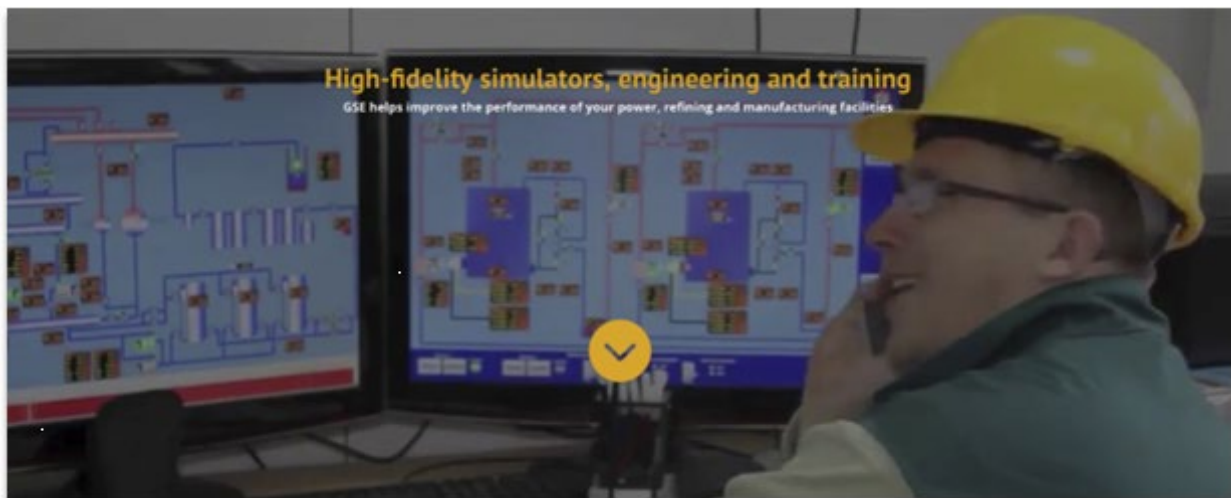 High-fidelity simulators, engineering and training
GSE helps improve the performance of your power, refining and manufacturing facilities